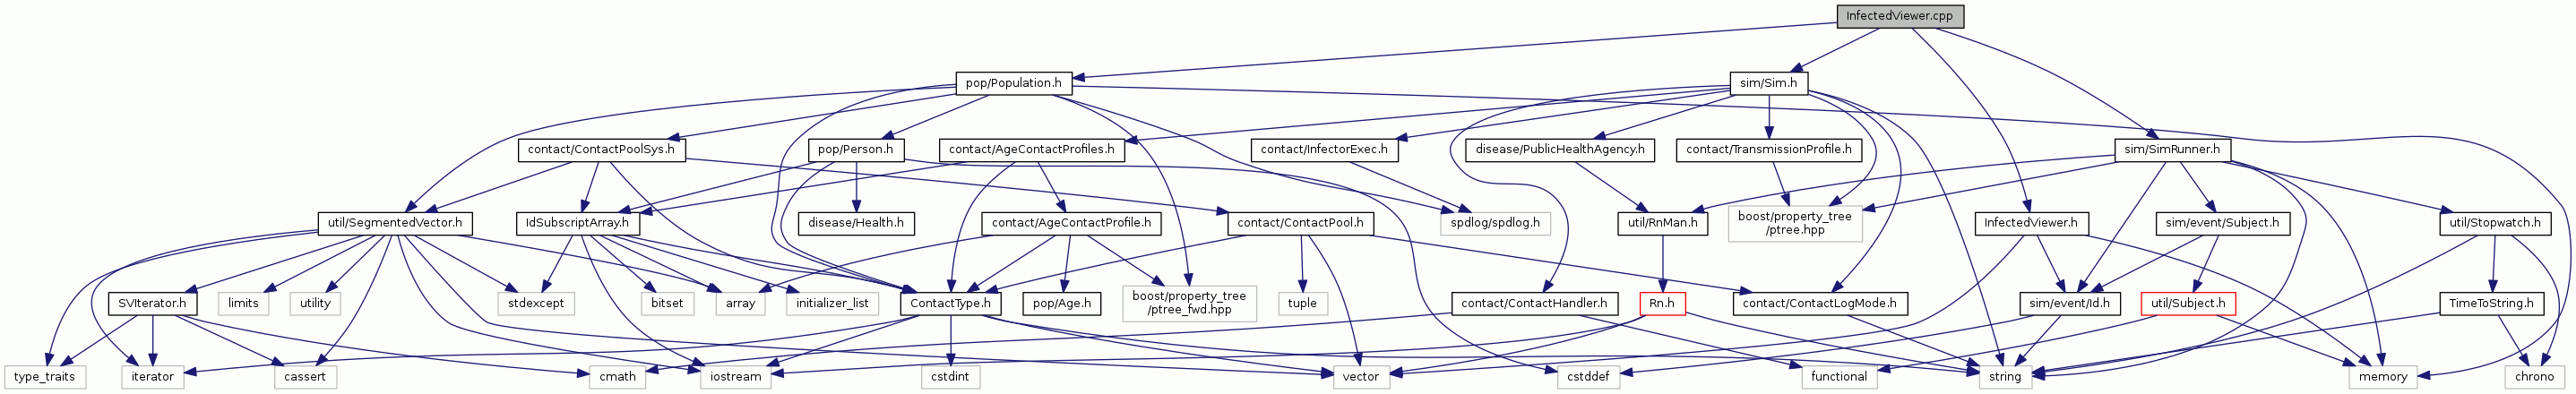 InfectedViewer.cpp
pop/Population.h
sim/Sim.h
contact/ContactPoolSys.h
pop/Person.h
contact/AgeContactProfiles.h
contact/InfectorExec.h
disease/PublicHealthAgency.h
contact/TransmissionProfile.h
sim/SimRunner.h
util/SegmentedVector.h
IdSubscriptArray.h
disease/Health.h
contact/AgeContactProfile.h
contact/ContactPool.h
spdlog/spdlog.h
util/RnMan.h
boost/property_tree
/ptree.hpp
InfectedViewer.h
sim/event/Subject.h
util/Stopwatch.h
SVIterator.h
limits
utility
stdexcept
bitset
array
initializer_list
ContactType.h
pop/Age.h
boost/property_tree
/ptree_fwd.hpp
tuple
contact/ContactHandler.h
Rn.h
contact/ContactLogMode.h
sim/event/Id.h
util/Subject.h
TimeToString.h
type_traits
iterator
cassert
cmath
iostream
cstdint
vector
cstddef
functional
string
memory
chrono